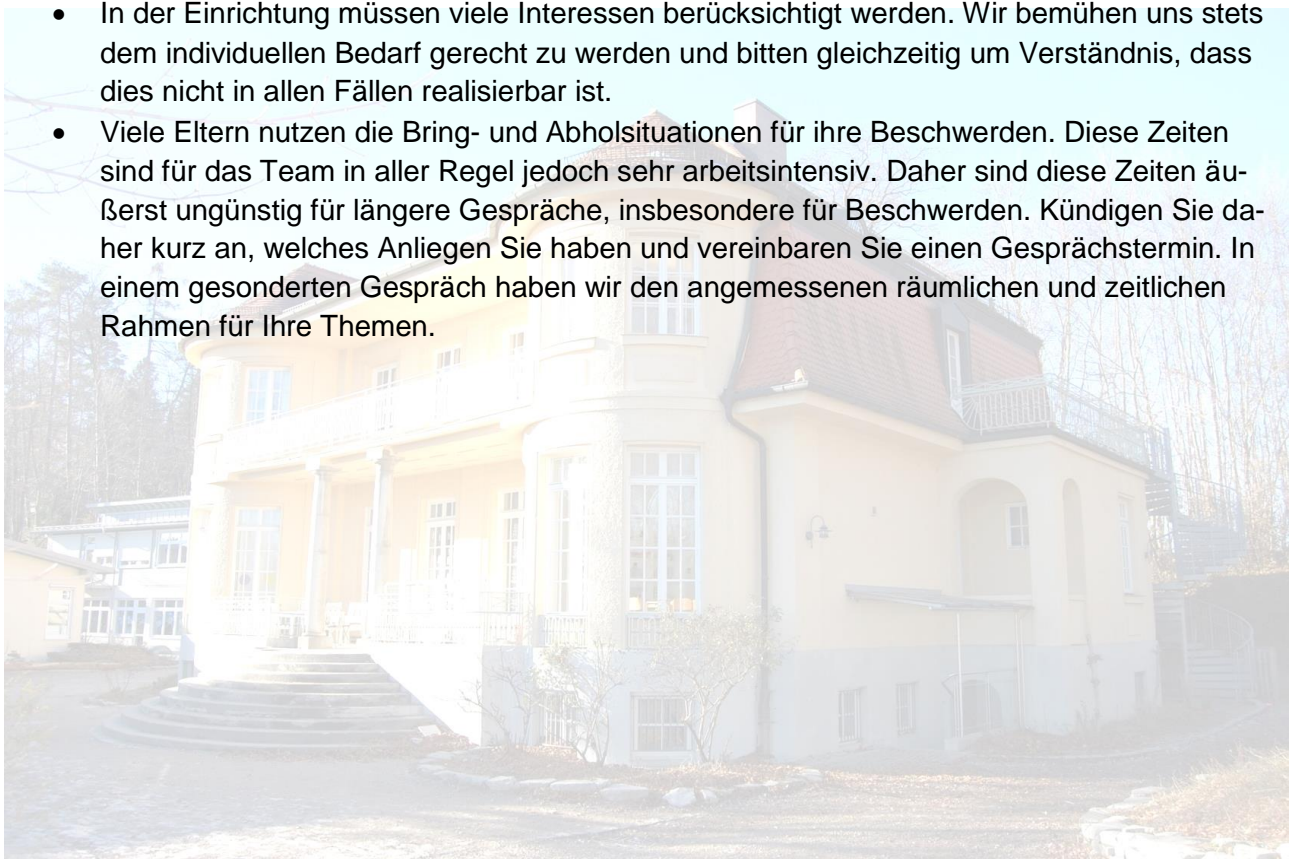 • In der Einrichtung müssen viele Interessen berücksichtigt werden. Wir bemühen uns stets
dem individuellen Bedarf gerecht zu werden und bitten gleichzeitig um Verständnis, dass
dies nicht in allen Fällen realisierbar ist.
• Viele Eltern nutzen die Bring- und Abholsituationen für ihre Beschwerden. Diese Zeiten
sind für das Team in aller Regel jedoch sehr arbeitsintensiv. Daher sind diese Zeiten äu-
ßerst ungünstig für längere Gespräche, insbesondere für Beschwerden. Kündigen Sie da-
her kurz an, welches Anliegen Sie haben und vereinbaren Sie einen Gesprächstermin. In
einem gesonderten Gespräch haben wir den angemessenen räumlichen und zeitlichen
Rahmen für Ihre Themen.